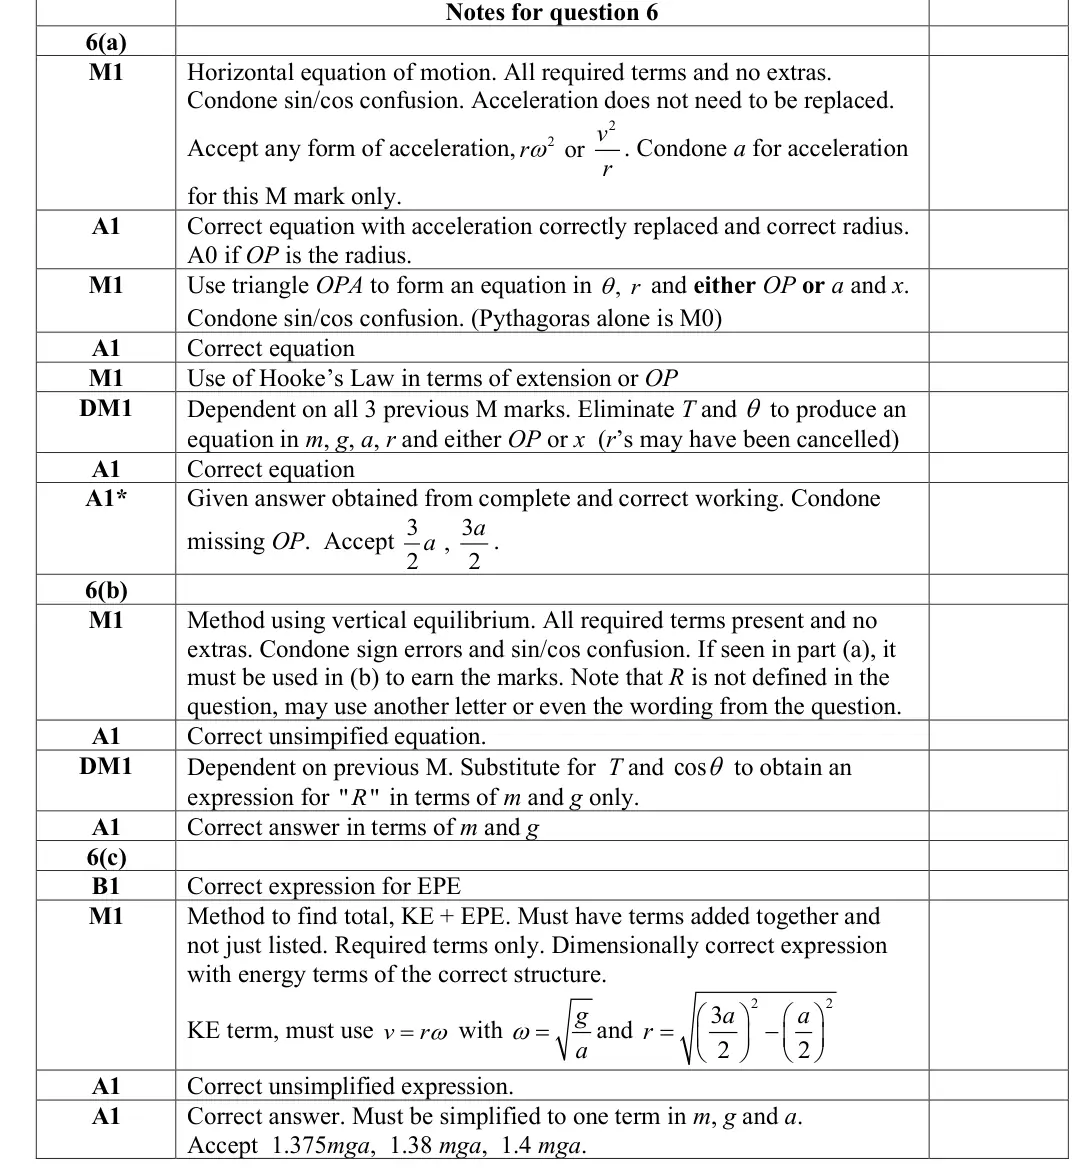 Notes for question 6
6(a)
M1 Horizontal equation of motion. All required terms and no extras.
Condone sin/cos confusion. Acceleration does not need to be replaced.
Accept any form of acceleration, rω² or v²/r . Condone a for acceleration
for this M mark only.
A1 Correct equation with acceleration correctly replaced and correct radius.
A0 if OP is the radius.
M1 Use triangle OPA to form an equation in θ, r and either OP or a and x.
Condone sin/cos confusion. (Pythagoras alone is M0)
A1 Correct equation
M1 Use of Hooke’s Law in terms of extension or OP
DM1 Dependent on all 3 previous M marks. Eliminate T and θ to produce an
equation in m, g, a, r and either OP or x (r’s may have been cancelled)
A1 Correct equation
A1* Given answer obtained from complete and correct working. Condone
missing OP. Accept 3/2 a , 3a/2 .
6(b)
M1 Method using vertical equilibrium. All required terms present and no
extras. Condone sign errors and sin/cos confusion. If seen in part (a), it
must be used in (b) to earn the marks. Note that R is not defined in the
question, may use another letter or even the wording from the question.
A1 Correct unsimpified equation.
DM1 Dependent on previous M. Substitute for T and cosθ to obtain an
expression for "R" in terms of m and g only.
A1 Correct answer in terms of m and g
6(c)
B1 Correct expression for EPE
M1 Method to find total, KE + EPE. Must have terms added together and
not just listed. Required terms only. Dimensionally correct expression
with energy terms of the correct structure.
KE term, must use v = rω with ω = √(g/a) and r = √((3a/2)² − (a/2)²)
A1 Correct unsimplified expression.
A1 Correct answer. Must be simplified to one term in m, g and a.
Accept 1.375mga, 1.38 mga, 1.4 mga.